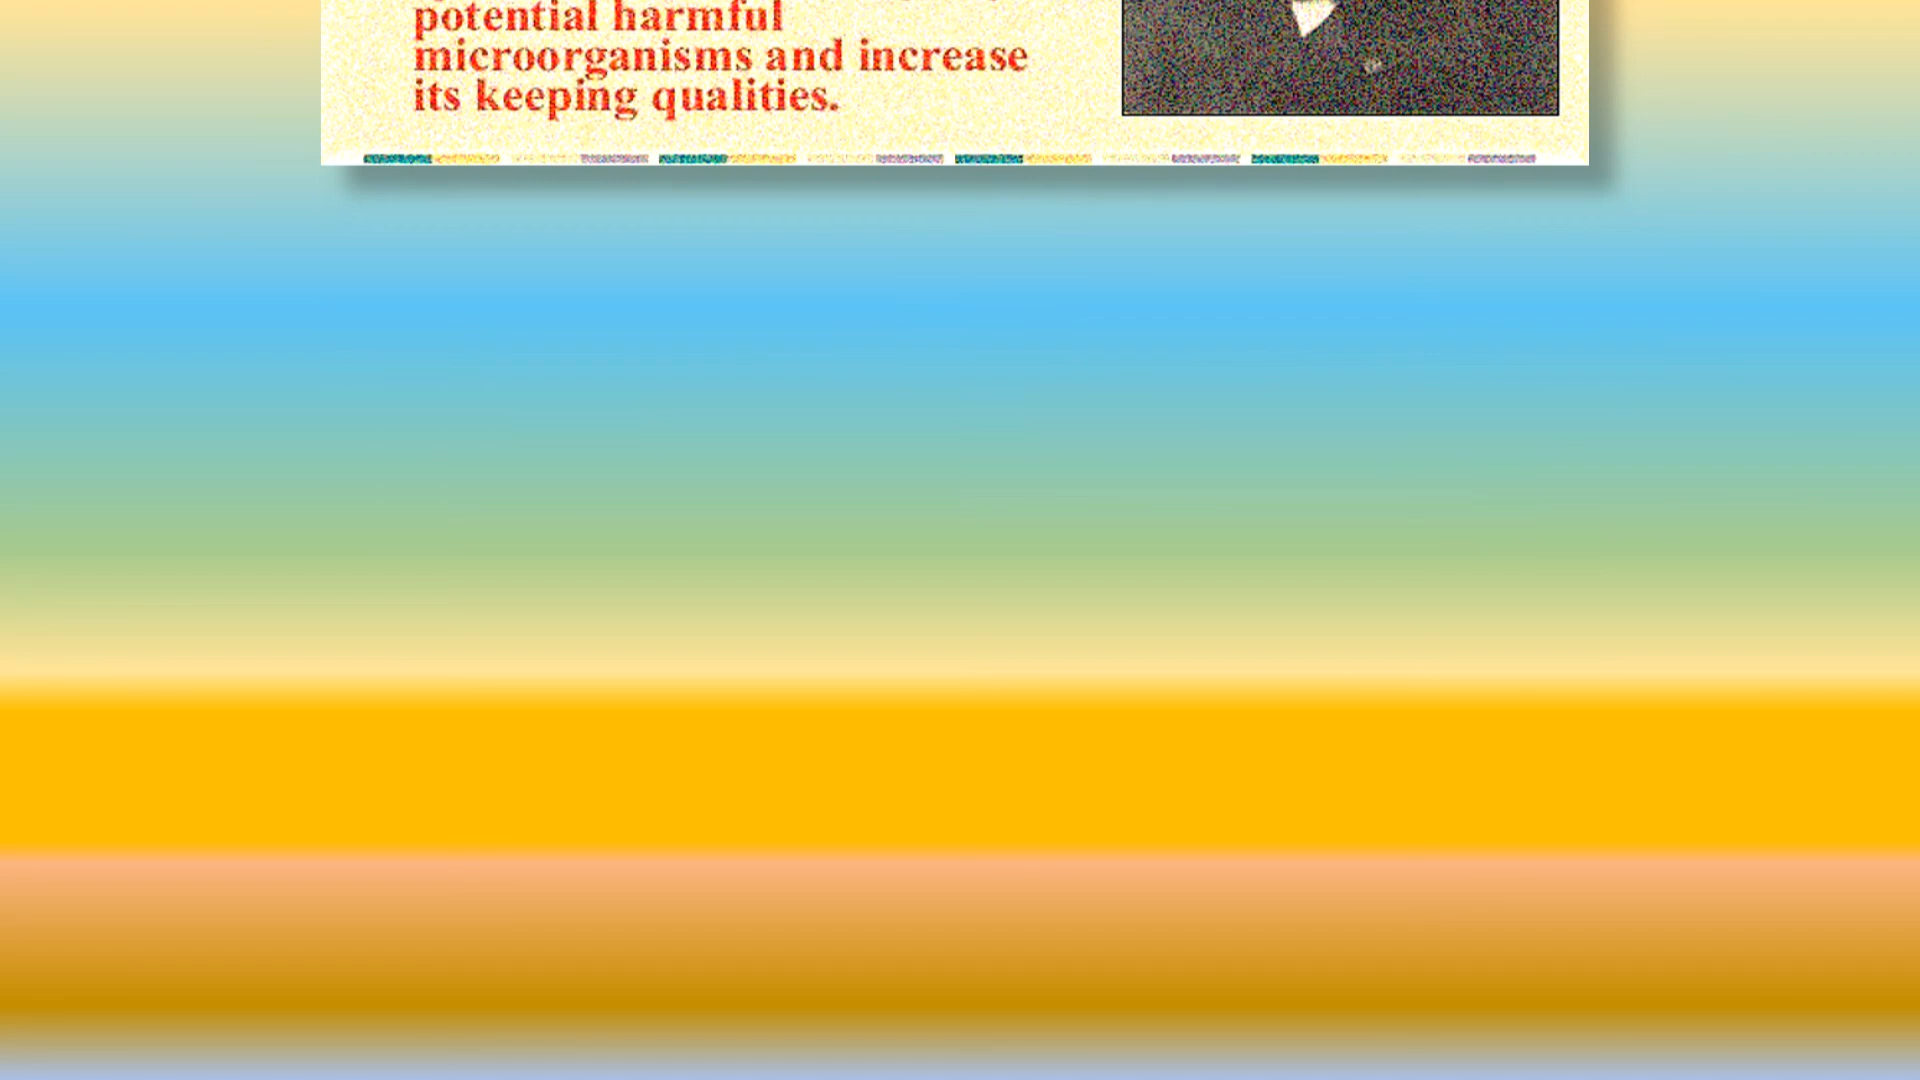 potential harmful
microorganisms and increase
its keeping qualities.